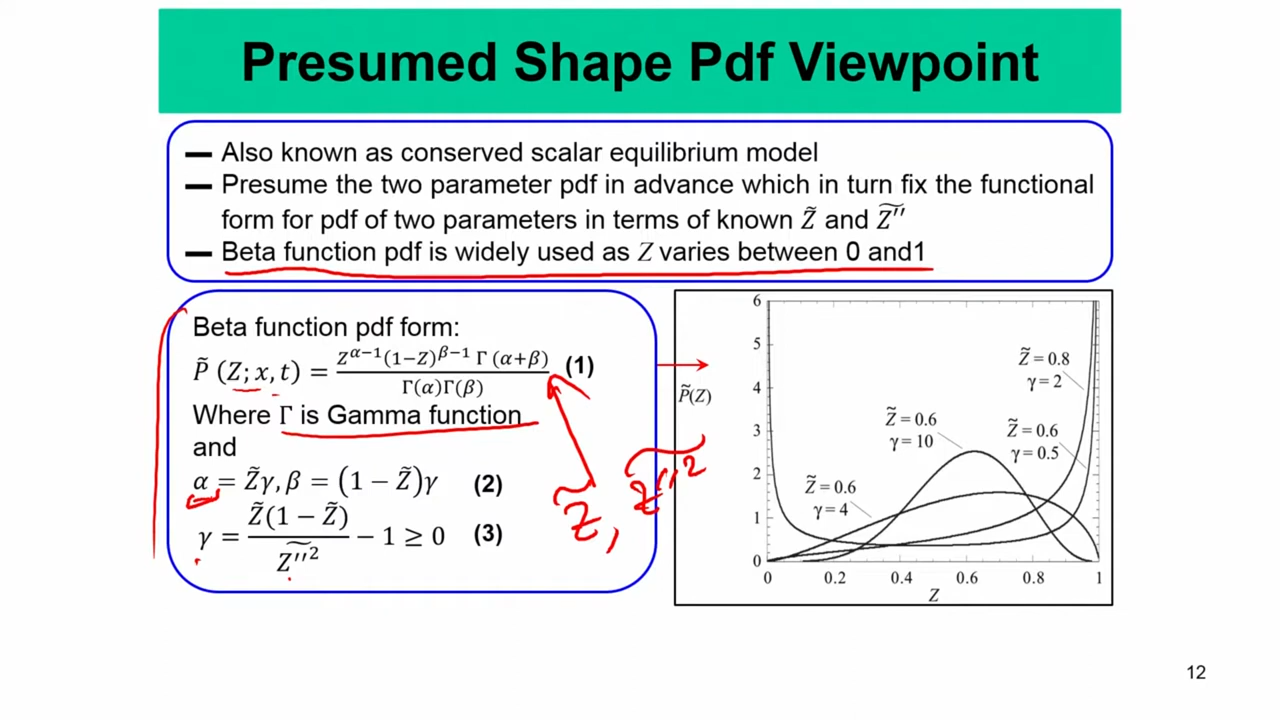 Presumed Shape Pdf Viewpoint
— Also known as conserved scalar equilibrium model
— Presume the two parameter pdf in advance which in turn fix the functional
form for pdf of two parameters in terms of known Z̃ and Z̃″
— Beta function pdf is widely used as Z varies between 0 and1
Beta function pdf form:
P̃ (Z; x, t) = Z^{α−1}(1−Z)^{β−1} Γ (α+β) / Γ(α)Γ(β) (1)
Where Γ is Gamma function
and
α = Z̃γ, β = (1 − Z̃)γ (2)
γ = Z̃(1 − Z̃) / Z̃″² − 1 ≥ 0 (3)
Z̃, Z̃″²
P̃(Z)
6
5
4
3
2
1
0
Z̃ = 0.8
γ = 2
Z̃ = 0.6
γ = 10
Z̃ = 0.6
γ = 0.5
Z̃ = 0.6
γ = 4
0 0.2 0.4 0.6 0.8 1
Z
12